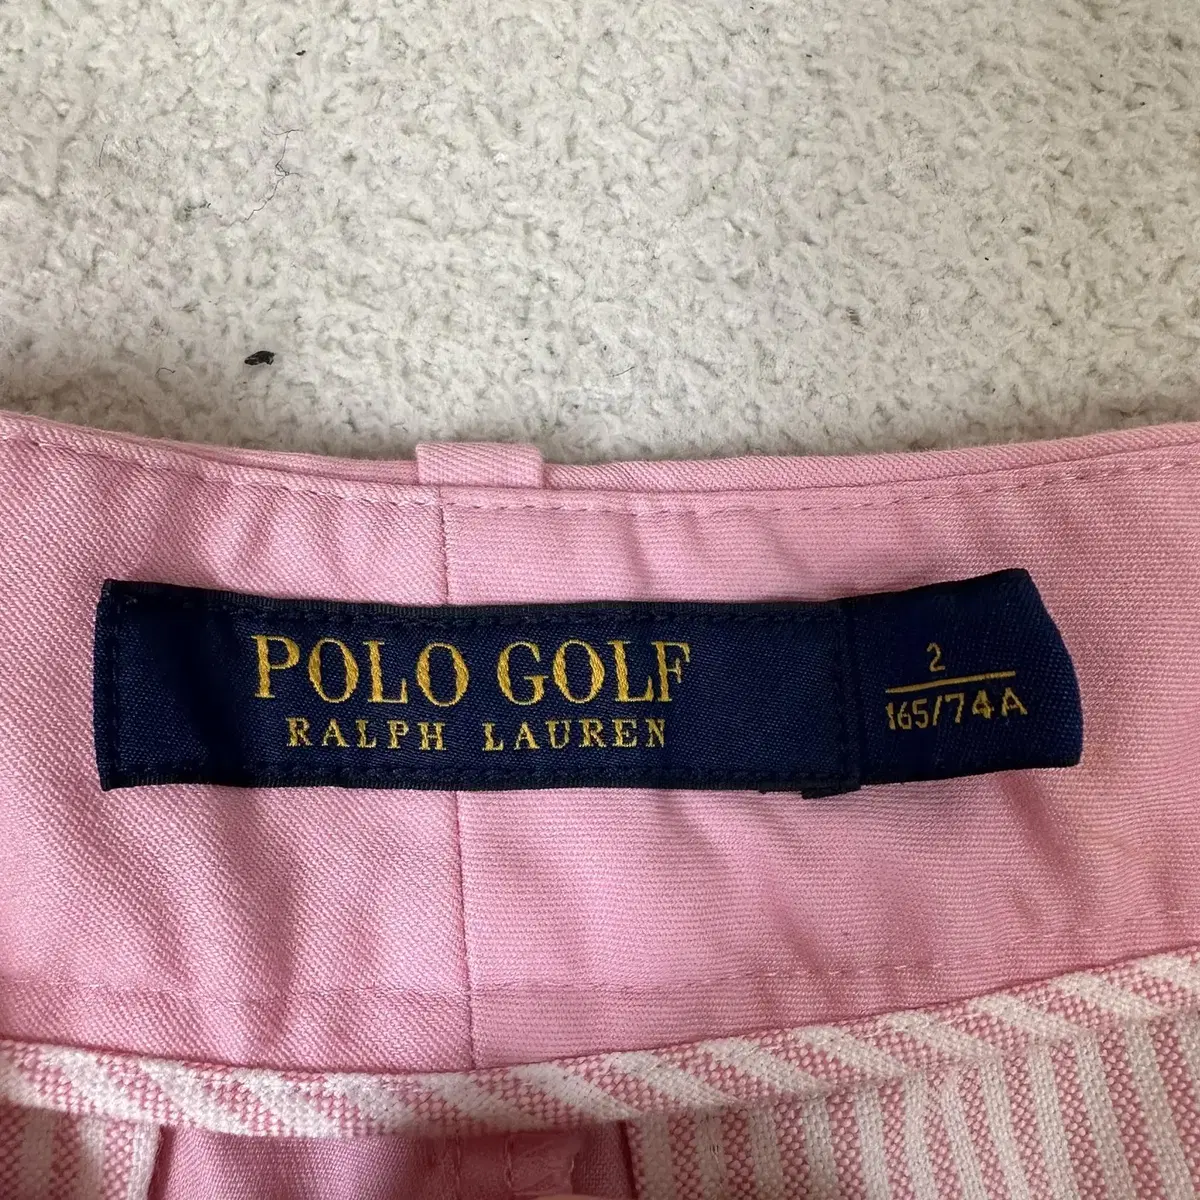 POLO GOLF
RALPH LAUREN
2
165/74A